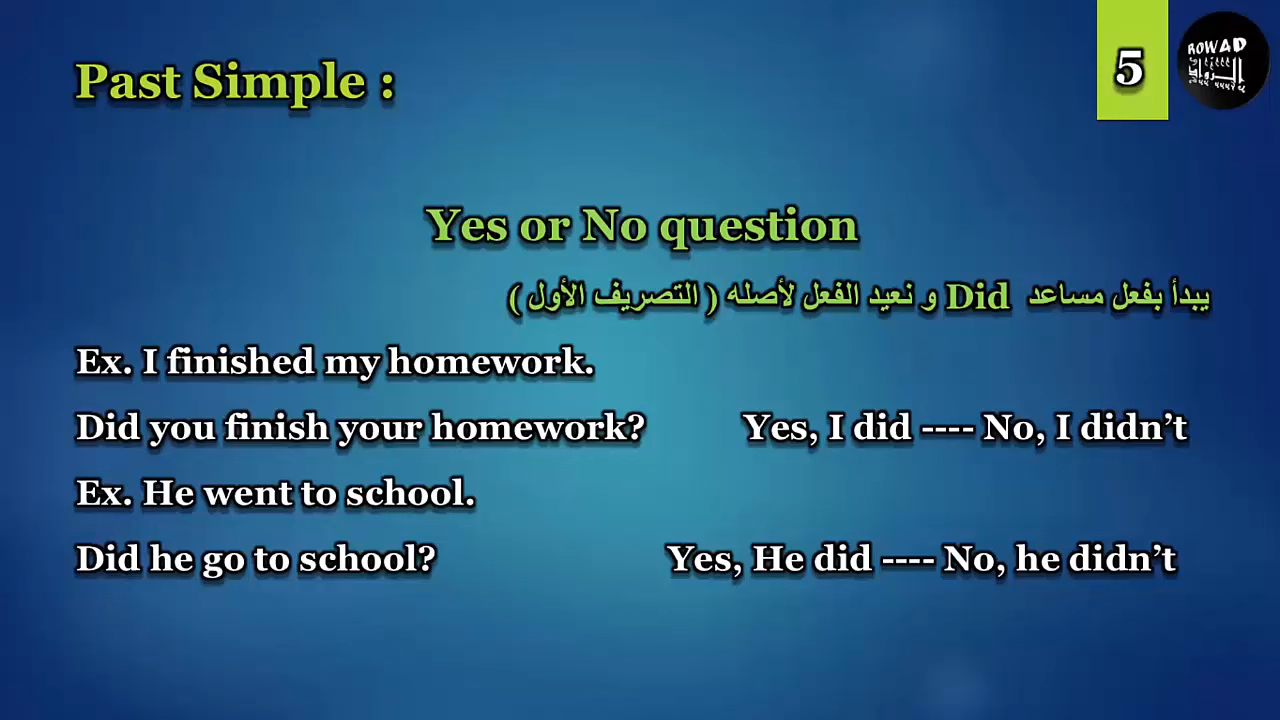 Past Simple :
5
ROWAD
الرواد
Yes or No question
يبدأ بفعل مساعد Did و نعيد الفعل لأصله ( التصريف الأول )
Ex. I finished my homework.
Did you finish your homework? Yes, I did ---- No, I didn’t
Ex. He went to school.
Did he go to school? Yes, He did ---- No, he didn’t